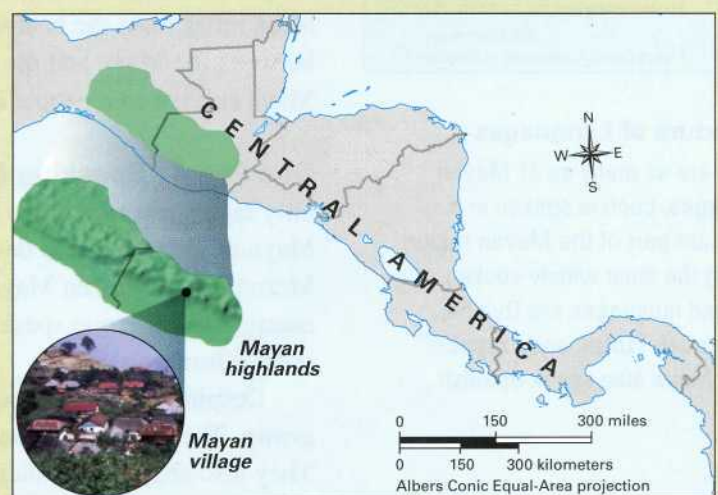 CENTRAL AMERICA
N
W E
S
Mayan
highlands
Mayan
village
0 150 300 miles
0 150 300 kilometers
Albers Conic Equal-Area projection